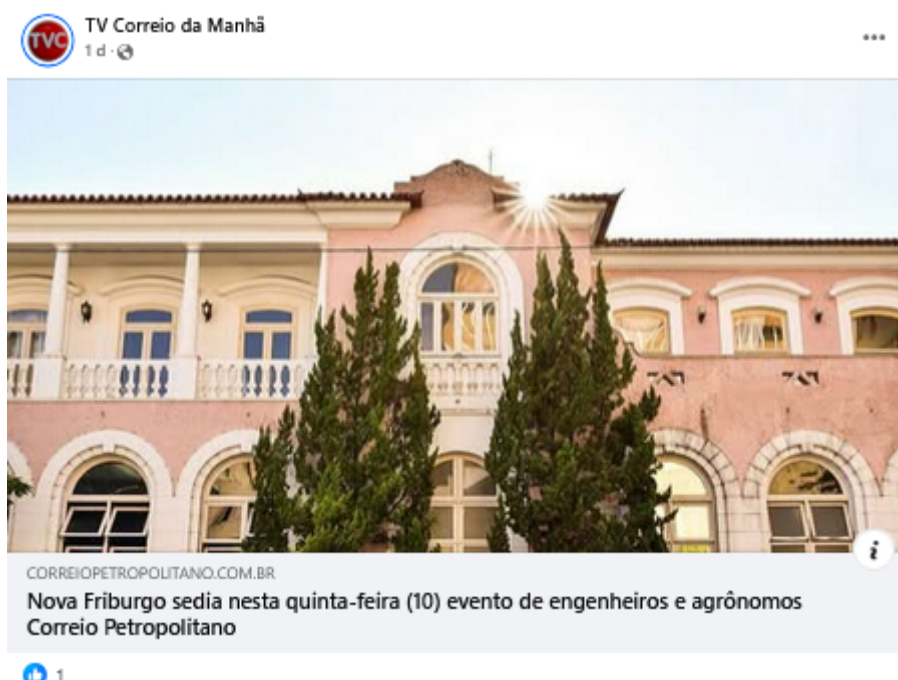 TVC
TV Correio da Manhã
1 d ·
CORREIOPETROPOLITANO.COM.BR
Nova Friburgo sedia nesta quinta-feira (10) evento de engenheiros e agrônomos
Correio Petropolitano
1